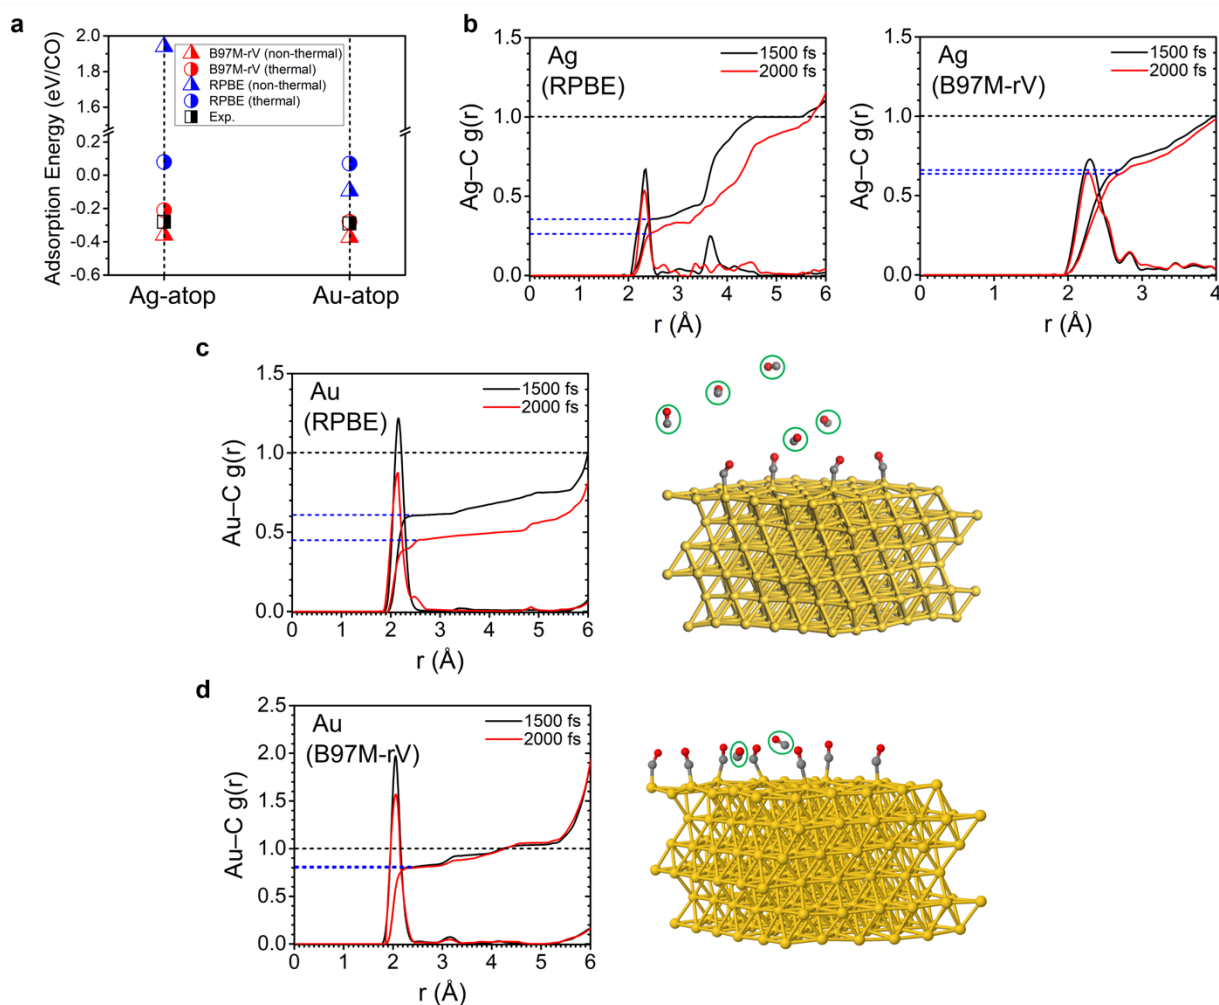 a
Adsorption Energy (eV/CO)
2.0
1.8
1.6
0.2
0.0
-0.2
-0.4
-0.6
B97M-rV (non-thermal)
B97M-rV (thermal)
RPBE (non-thermal)
RPBE (thermal)
Exp.
Ag-atop
Au-atop
b
Ag
(RPBE)
1500 fs
2000 fs
Ag–C g(r)
1.5
1.0
0.5
0.0
0 1 2 3 4 5 6
r (Å)
Ag
(B97M-rV)
1500 fs
2000 fs
Ag–C g(r)
1.5
1.0
0.5
0.0
0 1 2 3 4
r (Å)
c
Au
(RPBE)
1500 fs
2000 fs
Au–C g(r)
1.5
1.0
0.5
0.0
0 1 2 3 4 5 6
r (Å)
d
Au
(B97M-rV)
1500 fs
2000 fs
Au–C g(r)
2.5
2.0
1.5
1.0
0.5
0.0
0 1 2 3 4 5 6
r (Å)